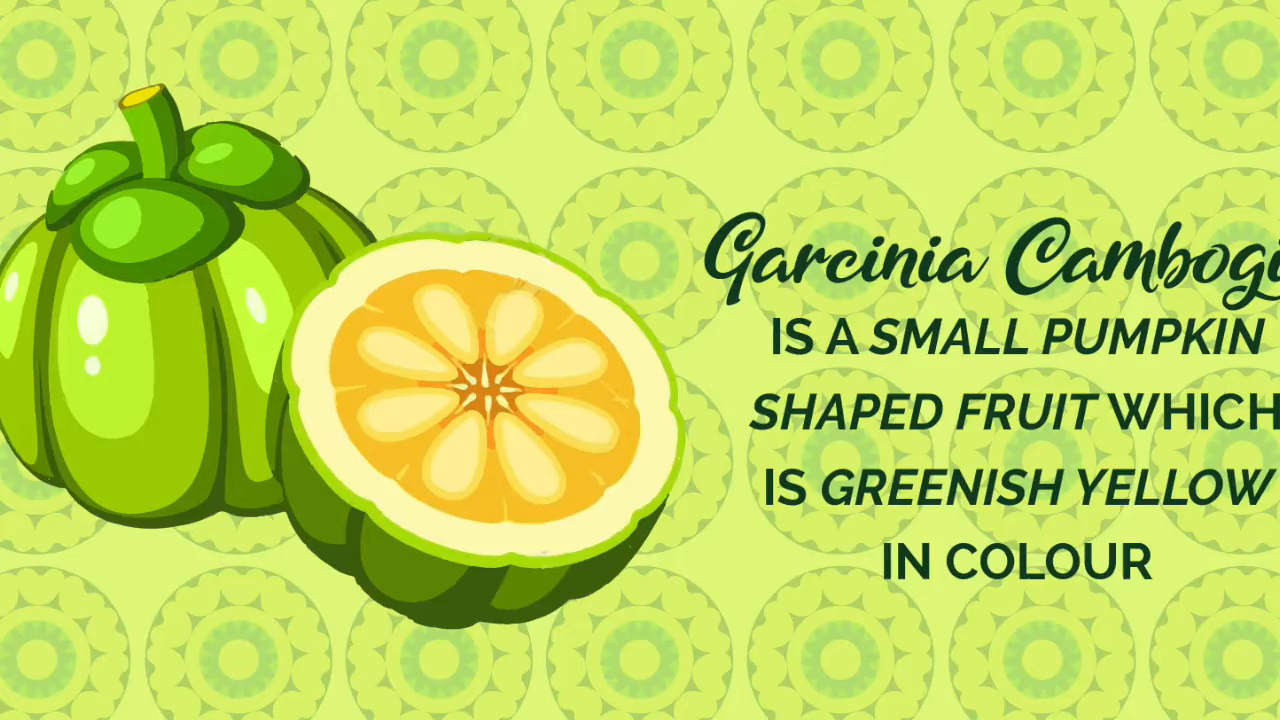 Garcinia Cambogi
IS A SMALL PUMPKIN
SHAPED FRUIT WHICH
IS GREENISH YELLOW
IN COLOUR